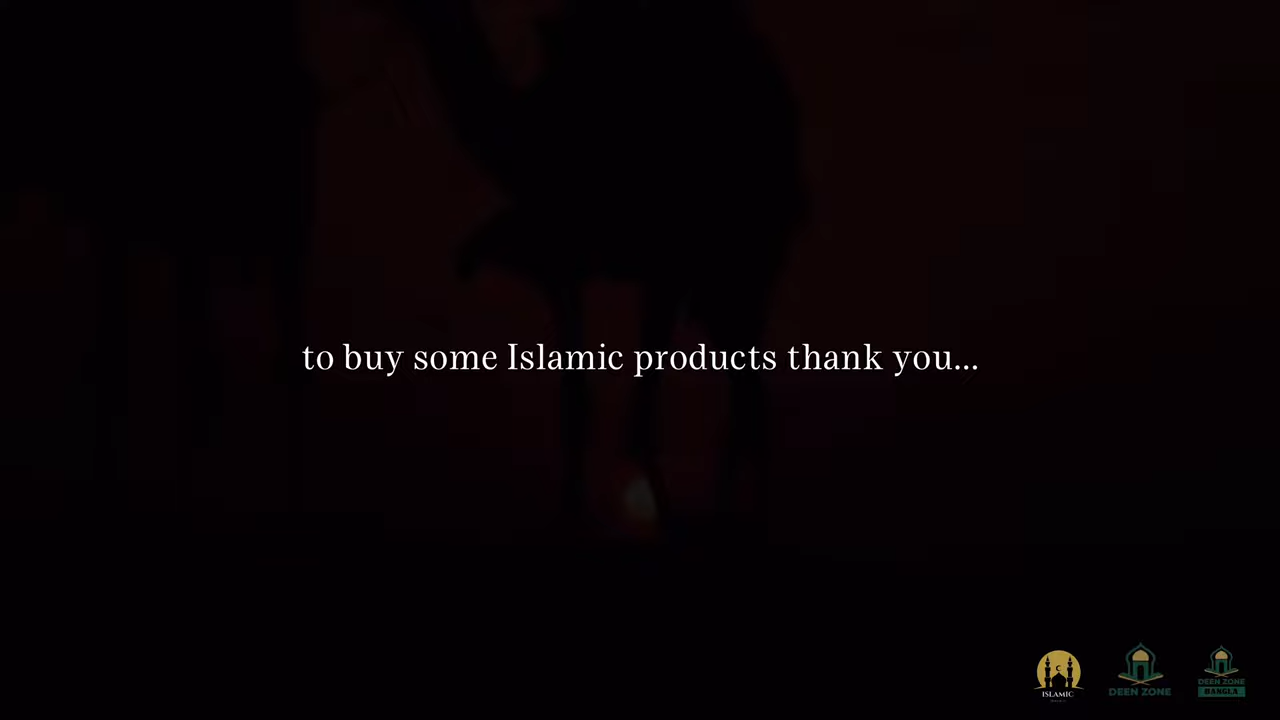 to buy some Islamic products thank you...
ISLAMIC
DEEN ZONE
DEEN ZONE
BANGLA